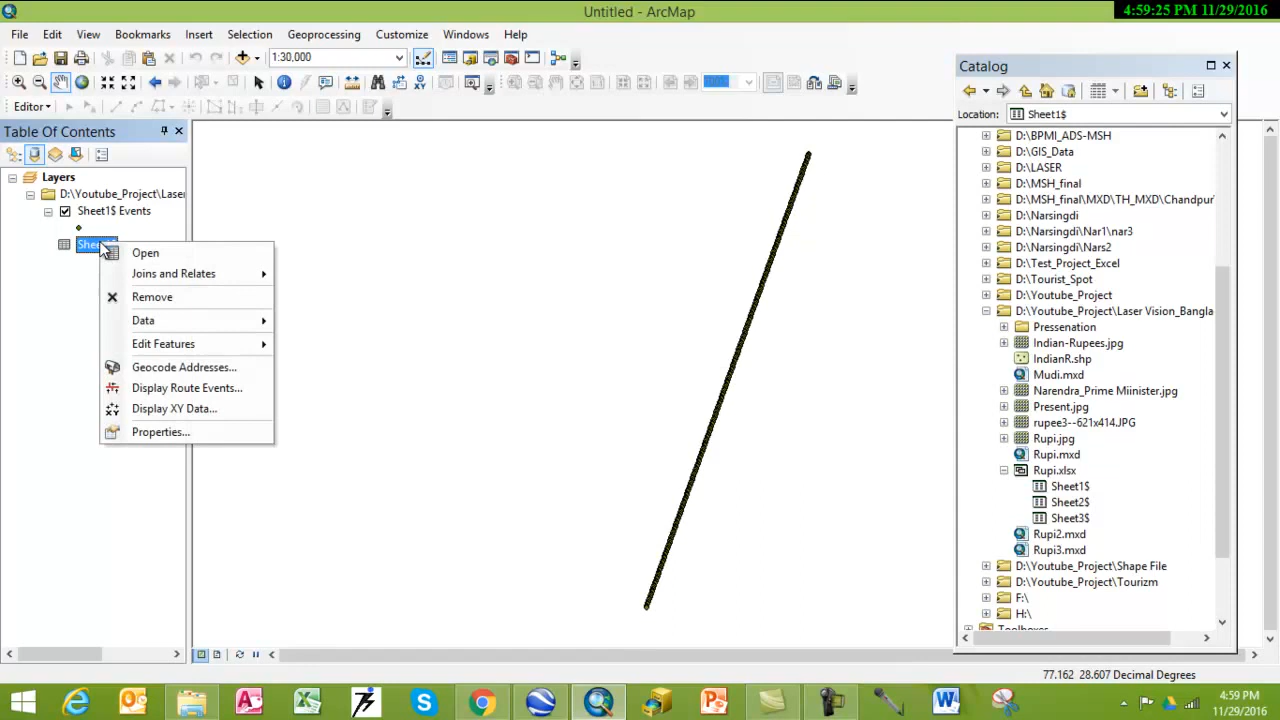 Untitled - ArcMap
4:59:25 PM 11/29/2016
File Edit View Bookmarks Insert Selection Geoprocessing Customize Windows Help
1:30,000
Editor
Table Of Contents
Layers
D:\Youtube_Project\Laser
Sheet1$ Events
Open
Joins and Relates
Remove
Data
Edit Features
Geocode Addresses...
Display Route Events...
Display XY Data...
Properties...
Catalog
Location: Sheet1$
D:\BPMI_ADS-MSH
D:\GIS_Data
D:\LASER
D:\MSH_final
D:\MSH_final\MXD\TH_MXD\Chandpur
D:\Narsingdi
D:\Narsingdi\Nar1\nar3
D:\Narsingdi\Nars2
D:\Test_Project_Excel
D:\Tourist_Spot
D:\Youtube_Project
D:\Youtube_Project\Laser Vision_Bangla
Pressenation
Indian-Rupees.jpg
IndianR.shp
Mudi.mxd
Narendra_Prime Miinister.jpg
Present.jpg
rupee3--621x414.JPG
Rupi.jpg
Rupi.mxd
Rupi.xlsx
Sheet1$
Sheet2$
Sheet3$
Rupi2.mxd
Rupi3.mxd
D:\Youtube_Project\Shape File
D:\Youtube_Project\Tourizm
F:\
H:\
Toolboxes
77.162 28.607 Decimal Degrees
4:59 PM
11/29/2016